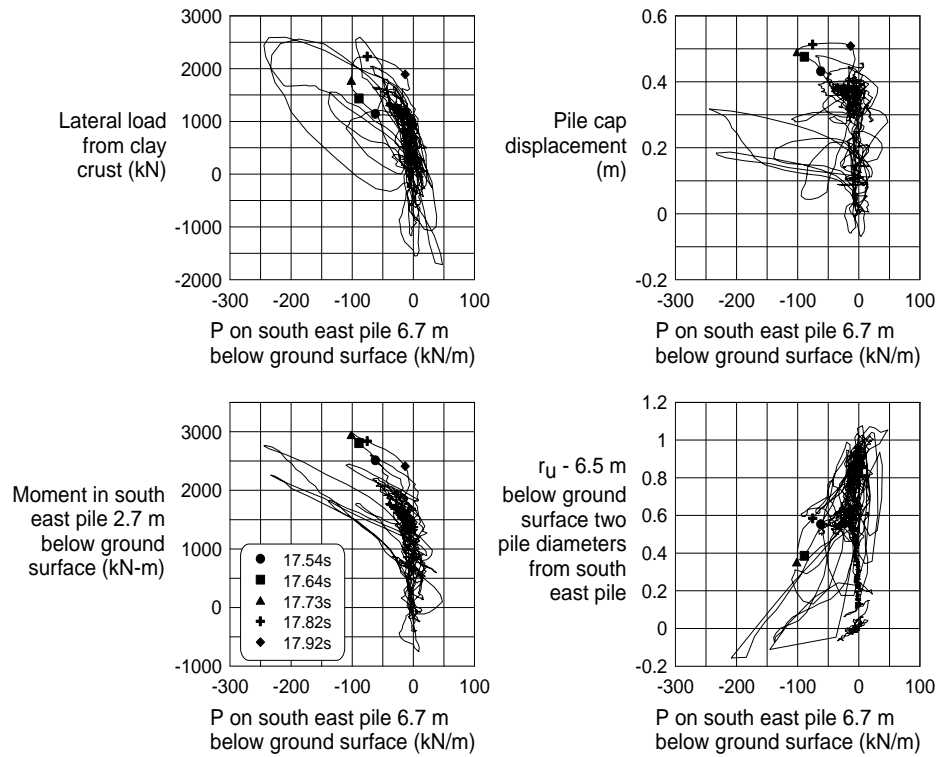 3000
2000
1000
0
-1000
2000
-300 -200 -100 0 100
Lateral load
from clay
crust (kN)
P on south east pile 6.7 m
below ground surface (kN/m)
0.6
0.4
0.2
0
-0.2
-300 -200 -100 0 100
Pile cap
displacement
(m)
P on south east pile 6.7 m
below ground surface (kN/m)
3000
2000
1000
0
-1000
-300 -200 -100 0 100
Moment in south
east pile 2.7 m
below ground
surface (kN-m)
17.54s
17.64s
17.73s
17.82s
17.92s
P on south east pile 6.7 m
below ground surface (kN/m)
1.2
1
0.8
0.6
0.4
0.2
0
-0.2
-300 -200 -100 0 100
ru - 6.5 m
below ground
surface two
pile diameters
from south
east pile
P on south east pile 6.7 m
below ground surface (kN/m)